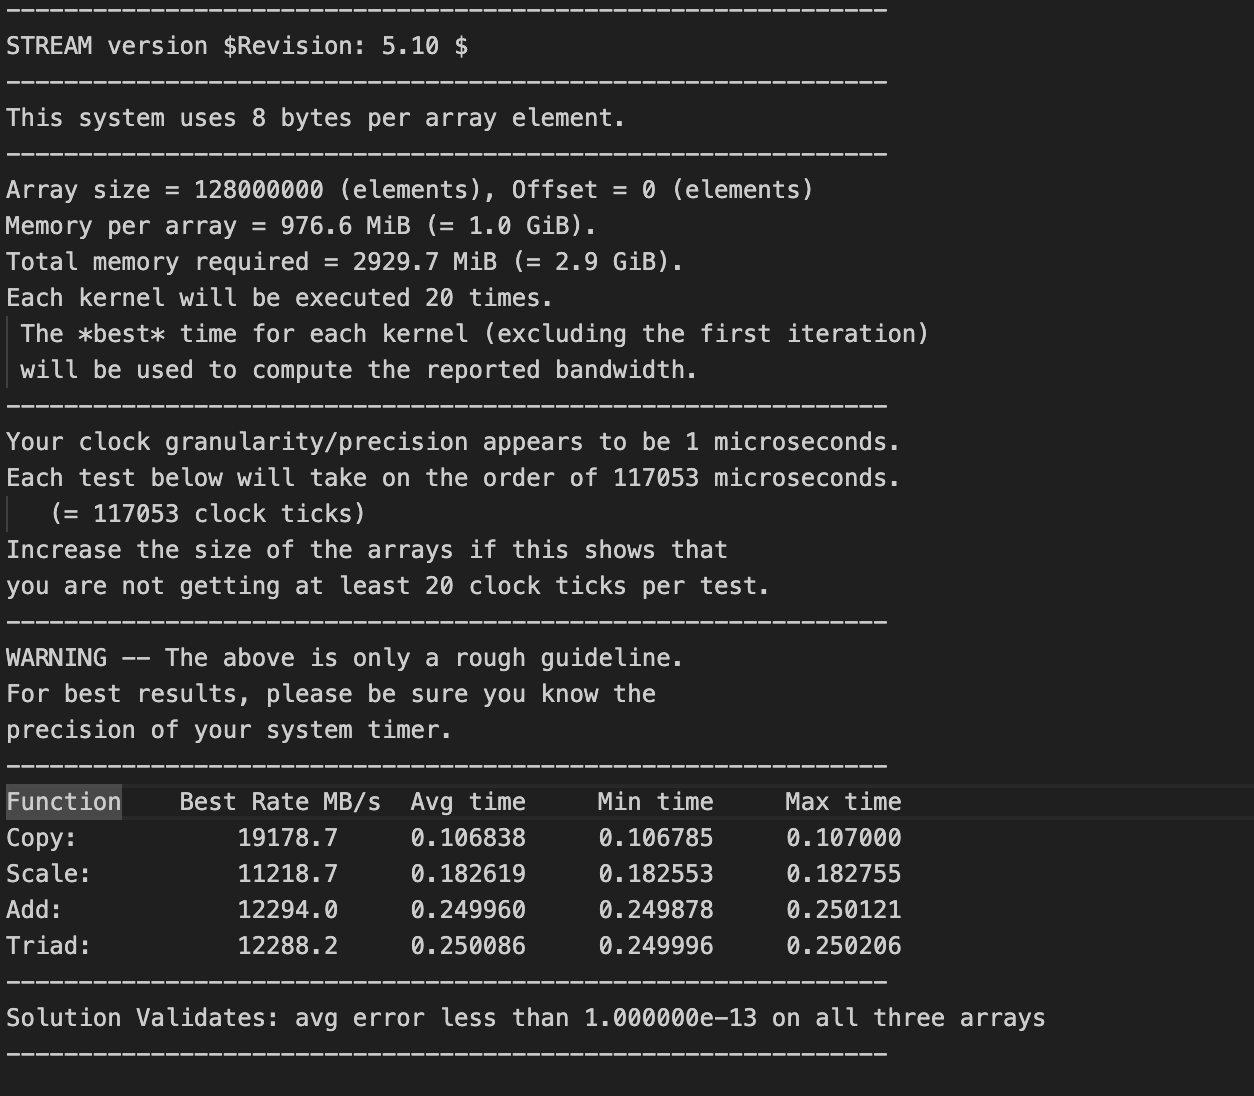 -------------------------------------------------------------
STREAM version $Revision: 5.10 $
-------------------------------------------------------------
This system uses 8 bytes per array element.
-------------------------------------------------------------
Array size = 128000000 (elements), Offset = 0 (elements)
Memory per array = 976.6 MiB (= 1.0 GiB).
Total memory required = 2929.7 MiB (= 2.9 GiB).
Each kernel will be executed 20 times.
 The *best* time for each kernel (excluding the first iteration)
 will be used to compute the reported bandwidth.
-------------------------------------------------------------
Your clock granularity/precision appears to be 1 microseconds.
Each test below will take on the order of 117053 microseconds.
   (= 117053 clock ticks)
Increase the size of the arrays if this shows that
you are not getting at least 20 clock ticks per test.
-------------------------------------------------------------
WARNING -- The above is only a rough guideline.
For best results, please be sure you know the
precision of your system timer.
-------------------------------------------------------------
Function    Best Rate MB/s  Avg time     Min time     Max time
Copy:           19178.7     0.106838     0.106785     0.107000
Scale:          11218.7     0.182619     0.182553     0.182755
Add:            12294.0     0.249960     0.249878     0.250121
Triad:          12288.2     0.250086     0.249996     0.250206
-------------------------------------------------------------
Solution Validates: avg error less than 1.000000e-13 on all three arrays
-------------------------------------------------------------